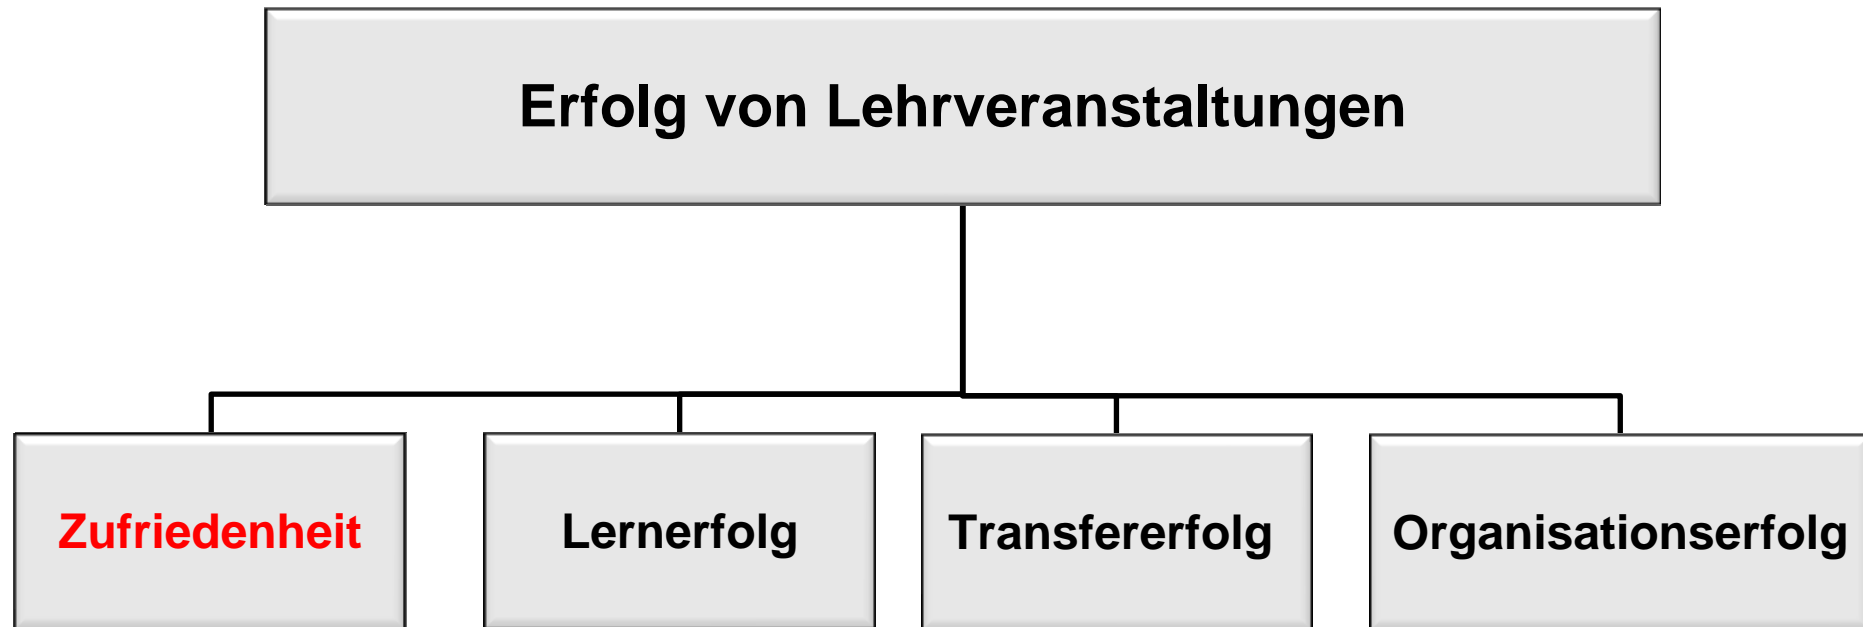 Erfolg von Lehrveranstaltungen
Zufriedenheit
Lernerfolg
Transfererfolg
Organisationserfolg